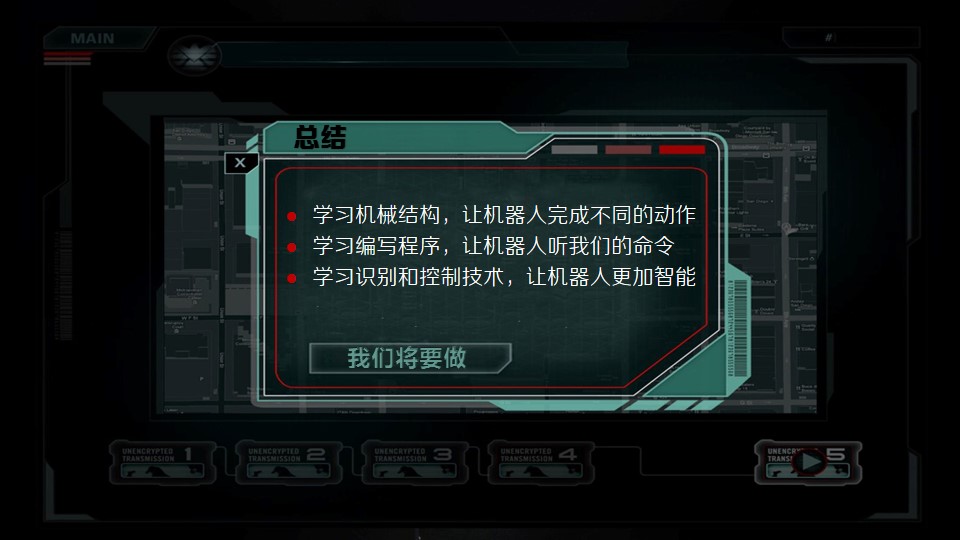 MAIN
#
总结
X
学习机械结构，让机器人完成不同的动作
学习编写程序，让机器人听我们的命令
学习识别和控制技术，让机器人更加智能
我们将要做
UNENCRYPTED
TRANSMISSION 1
UNENCRYPTED
TRANSMISSION 2
UNENCRYPTED
TRANSMISSION 3
UNENCRYPTED
TRANSMISSION 4
5